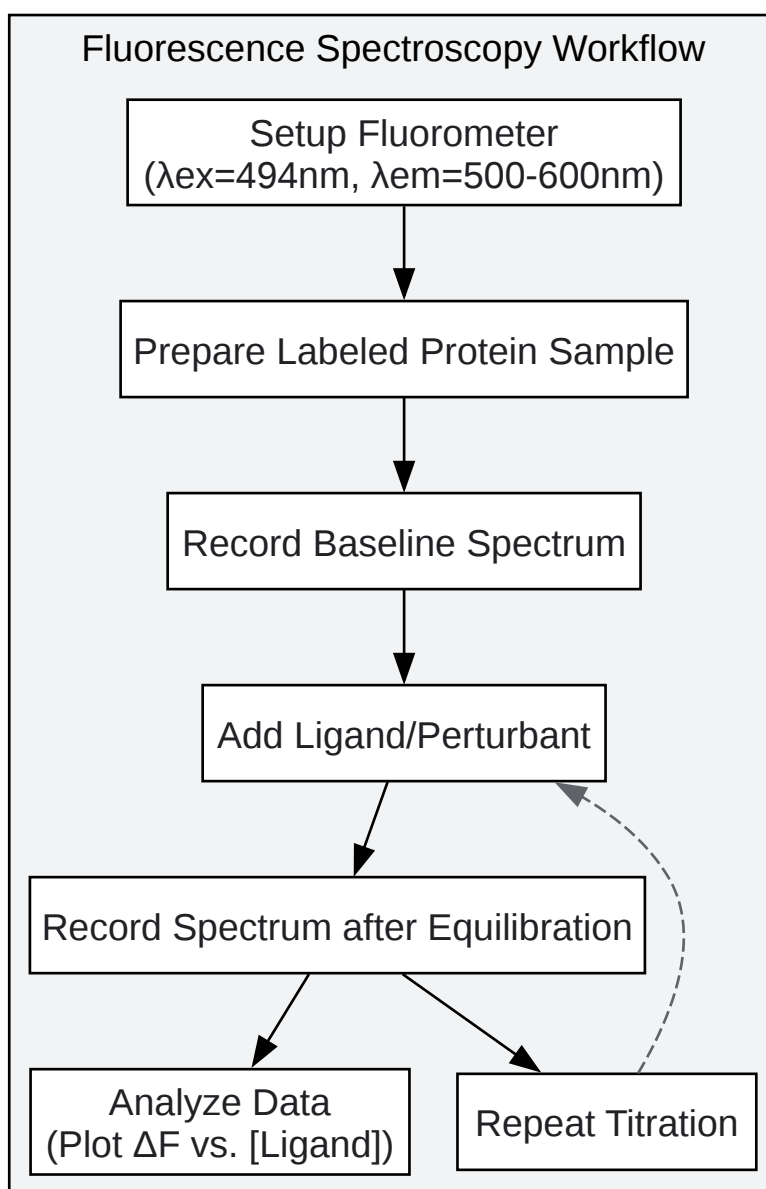 Fluorescence Spectroscopy Workflow
Setup Fluorometer
(λex=494nm, λem=500-600nm)
Prepare Labeled Protein Sample
Record Baseline Spectrum
Add Ligand/Perturbant
Record Spectrum after Equilibration
Analyze Data
(Plot ΔF vs. [Ligand])
Repeat Titration